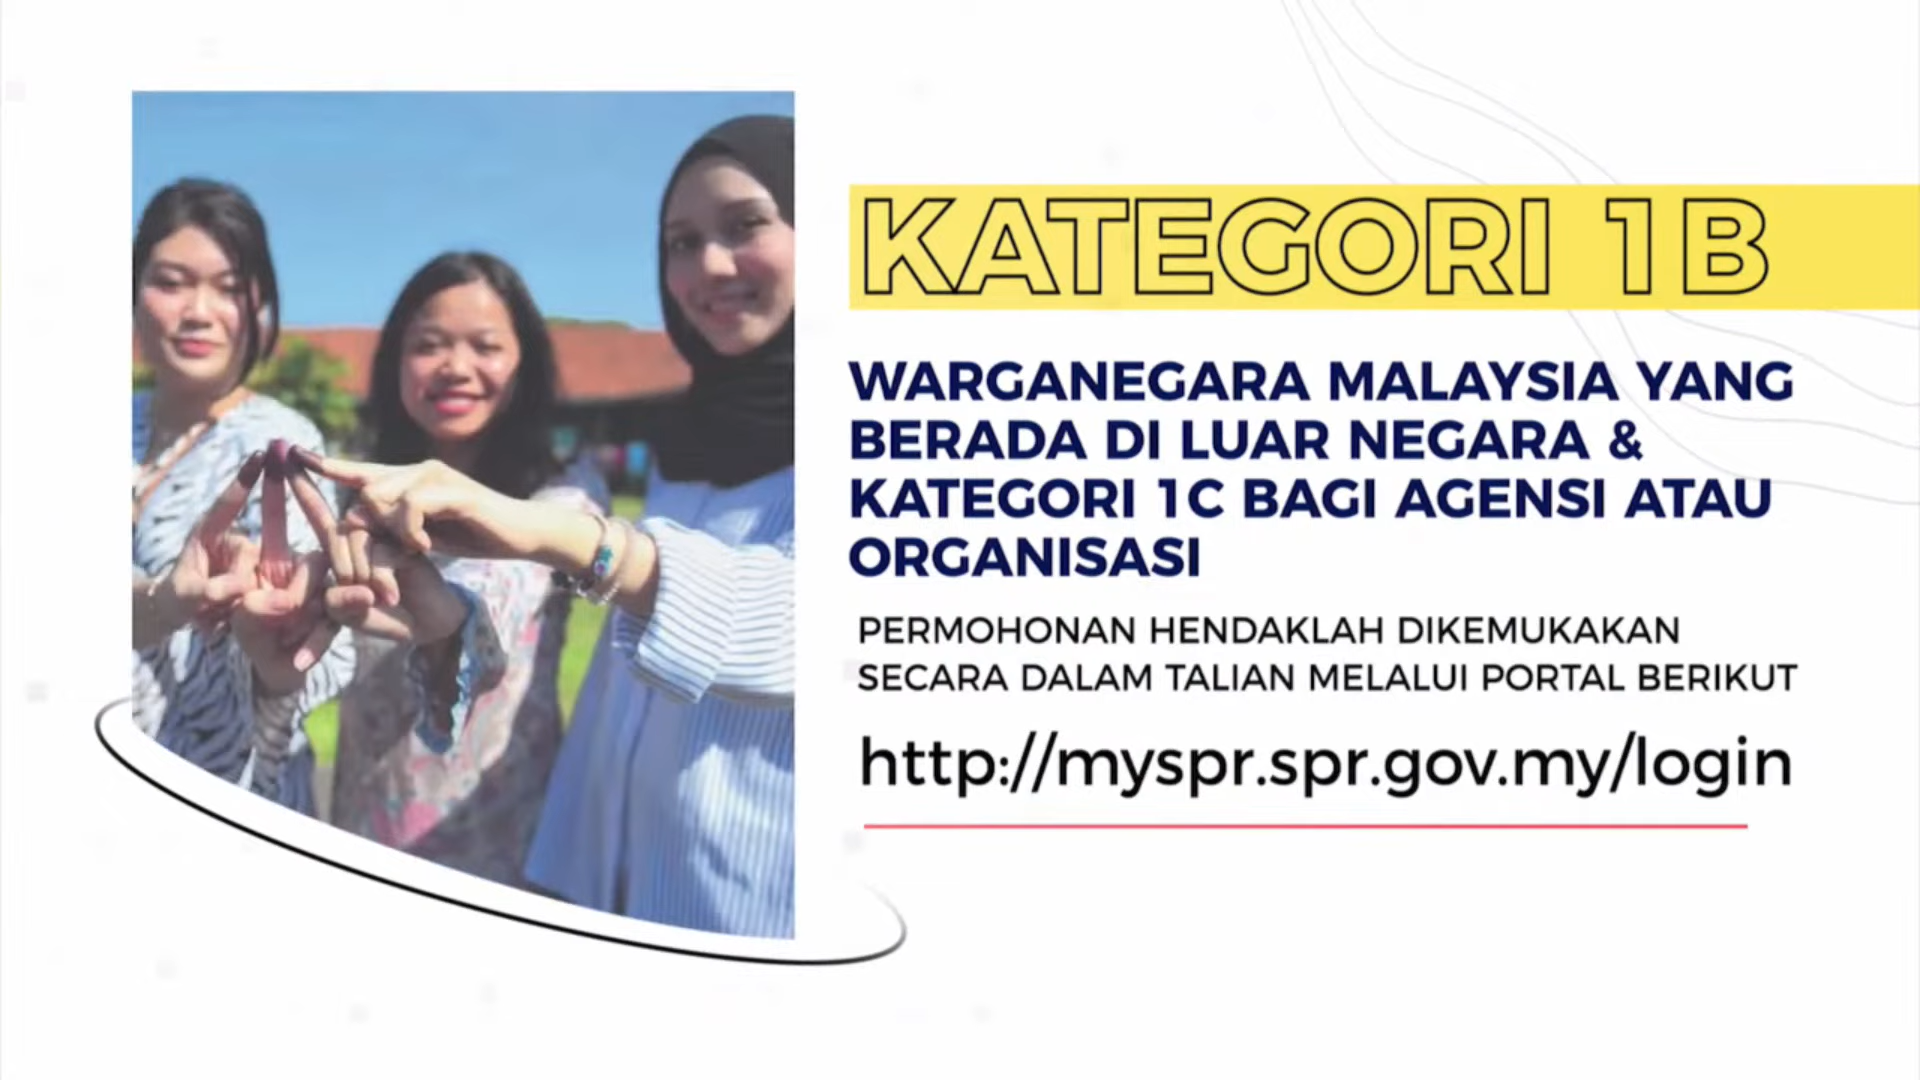 KATEGORI 1B
WARGANEGARA MALAYSIA YANG
BERADA DI LUAR NEGARA &
KATEGORI 1C BAGI AGENSI ATAU
ORGANISASI
PERMOHONAN HENDAKLAH DIKEMUKAKAN
SECARA DALAM TALIAN MELALUI PORTAL BERIKUT
http://myspr.spr.gov.my/login